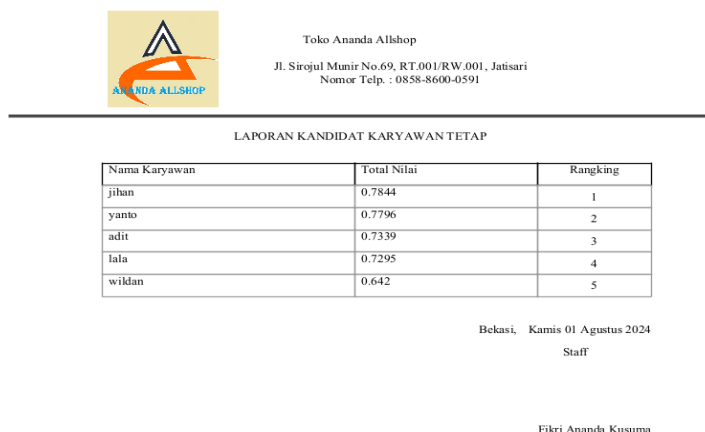 ANANDA ALLSHOP
Toko Ananda Allshop
Jl. Sirojul Munir No.69, RT.001/RW.001, Jatisari
Nomor Telp. : 0858-8600-0591
LAPORAN KANDIDAT KARYAWAN TETAP
Nama Karyawan Total Nilai Rangking
jihan 0.7844 1
yanto 0.7796 2
adit 0.7339 3
lala 0.7295 4
wildan 0.642 5
Bekasi, Kamis 01 Agustus 2024
Staff
Fikri Ananda Kusuma